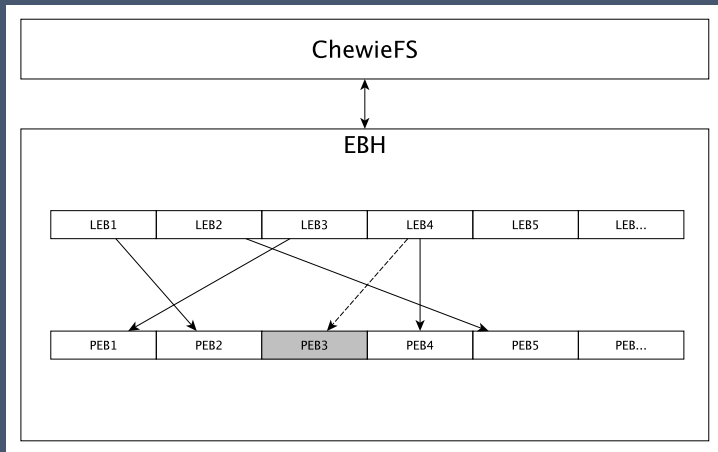 ChewieFS
EBH
LEB1 LEB2 LEB3 LEB4 LEB5 LEB...
PEB1 PEB2 PEB3 PEB4 PEB5 PEB...